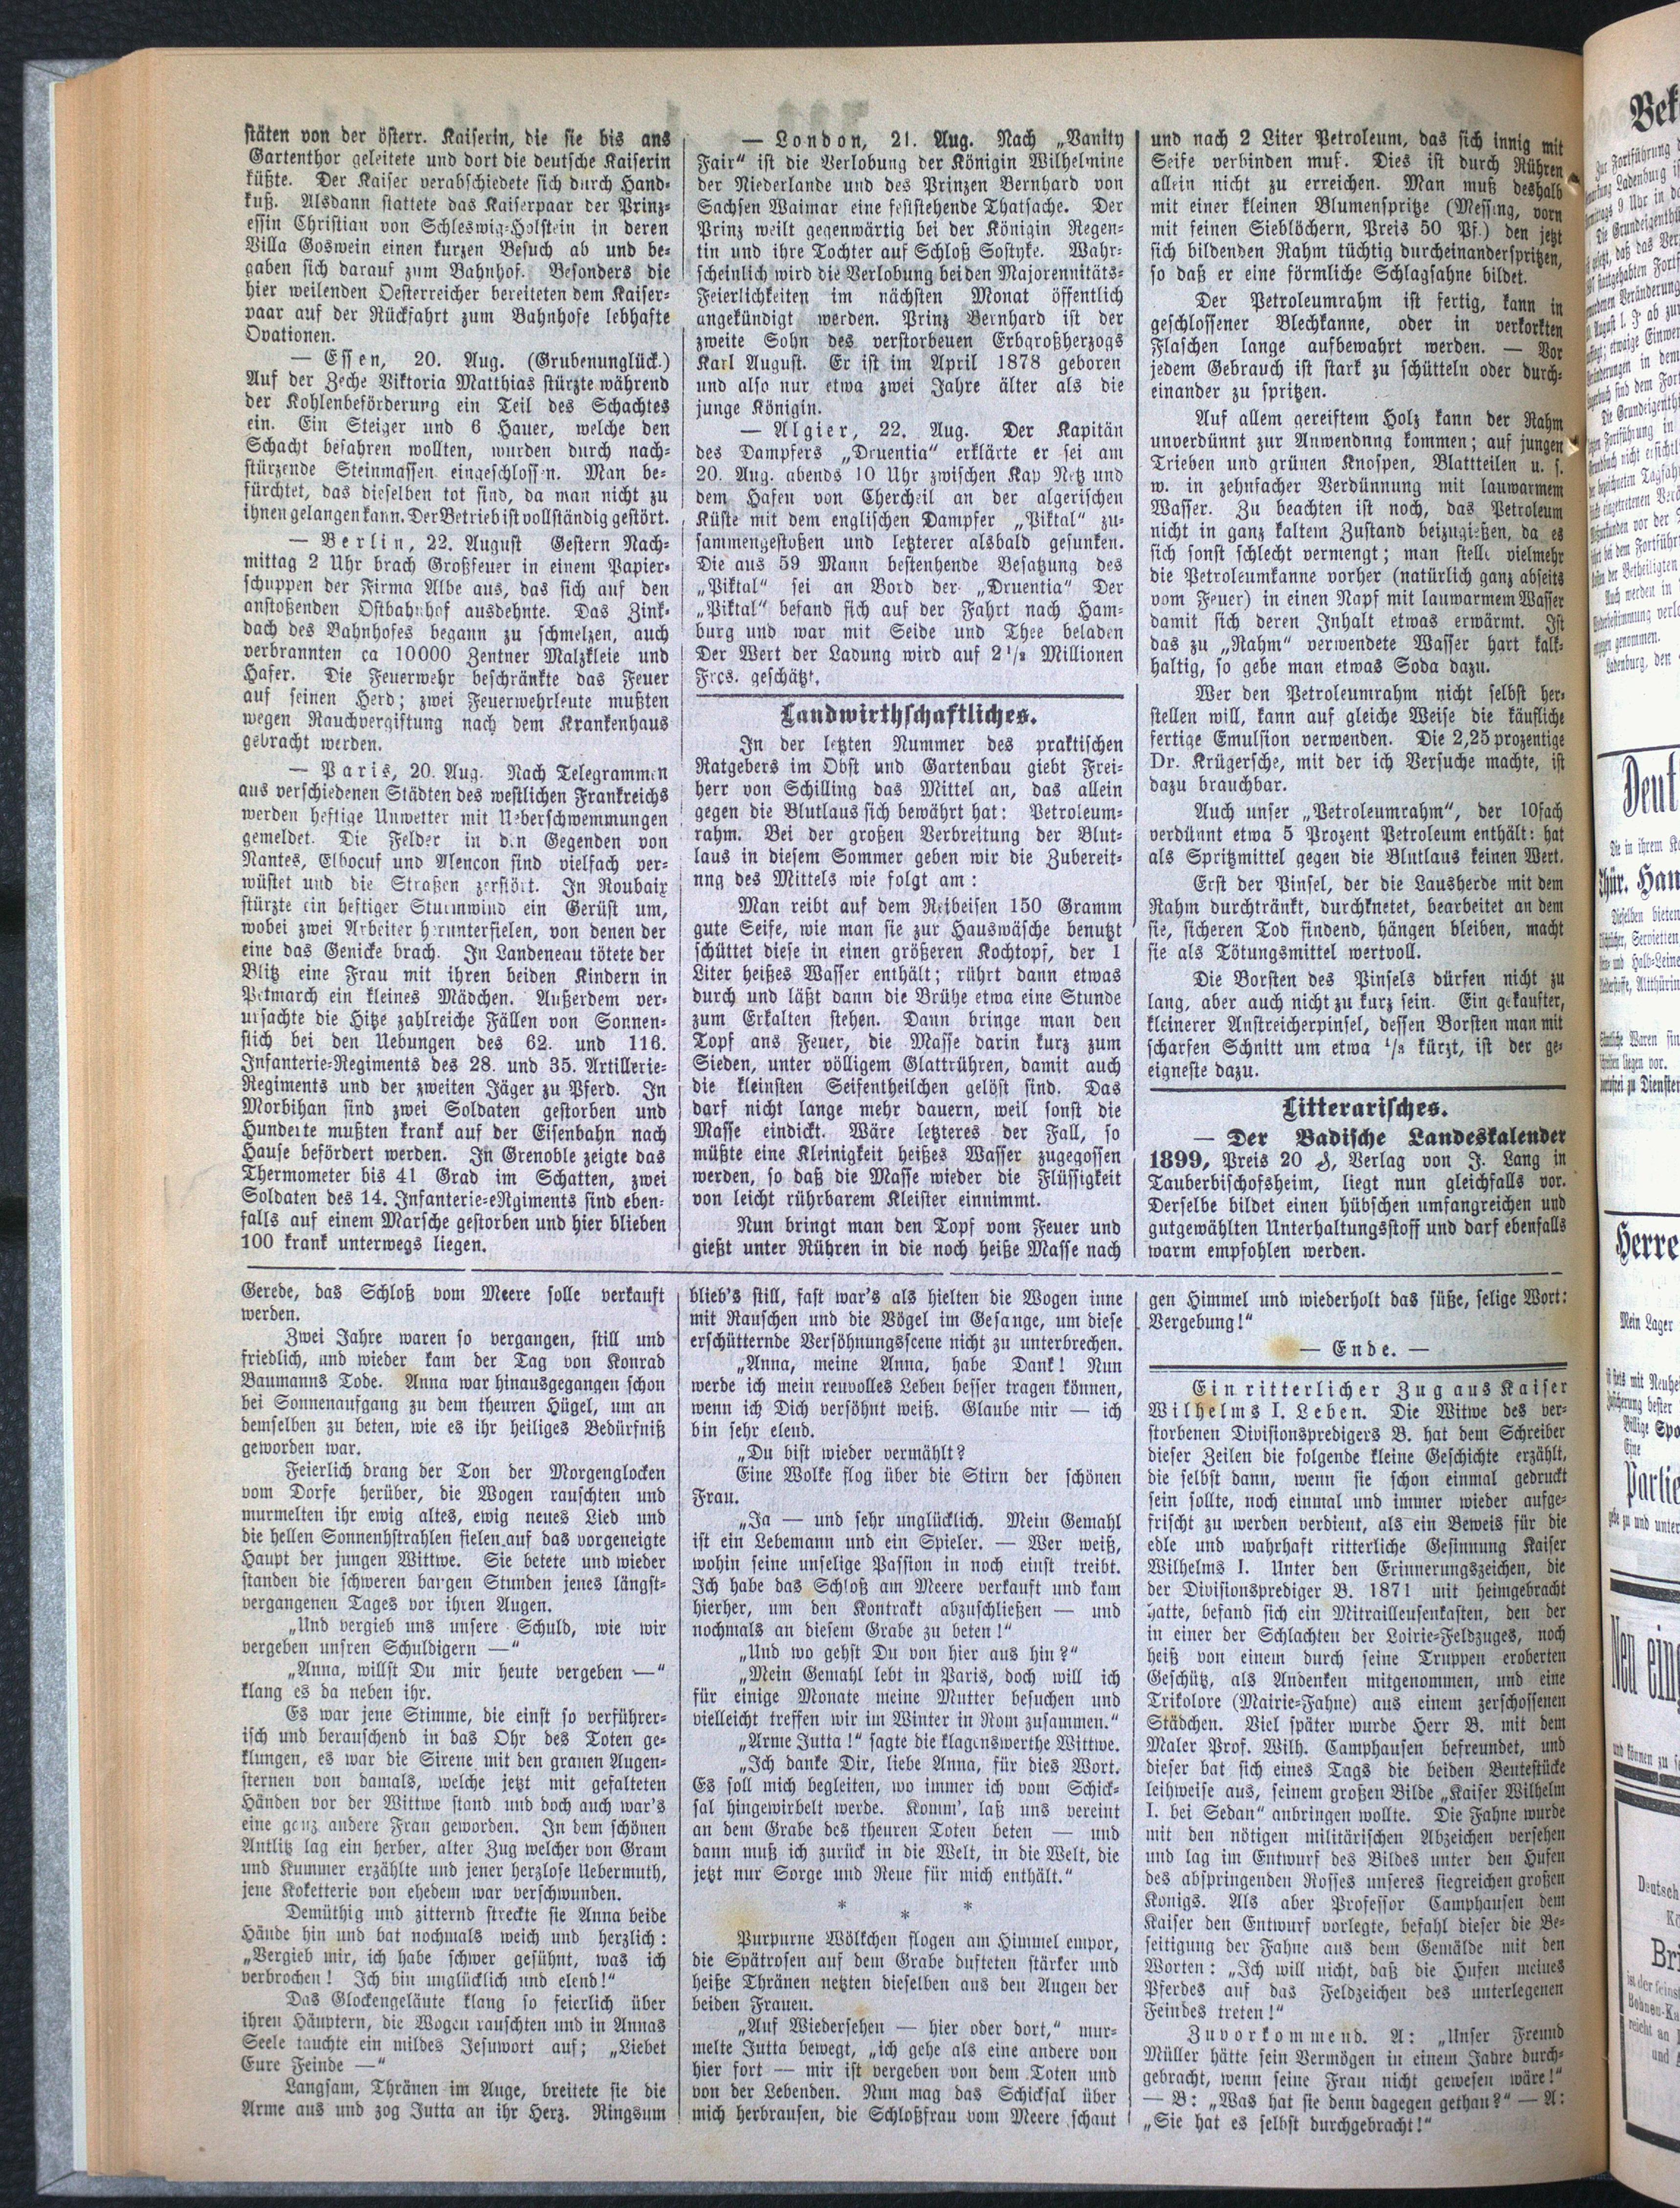 stäten von der österr. Kaiserin, die sie bis ans
Gartenthor geleitete und dort die deutsche Kaiserin
küßte. Der Kaiser verabschiedete sich durch Hand-
kuß. Alsdann stattete das Kaiserpaar der Prinz-
essin Christian von Schleswig-Holstein in deren
Villa Goswein einen kurzen Besuch ab und be-
gaben sich darauf zum Bahnhof. Besonders die
hier weilenden Oesterreicher bereiteten dem Kaiser-
paar auf der Rückfahrt zum Bahnhofe lebhafte
Ovationen.
— Essen, 20. Aug. (Grubenunglück.)
Auf der Zeche Viktoria Matthias stürzte während
der Kohlenbeförderung ein Teil des Schachtes
ein. Ein Steiger und 6 Hauer, welche den
Schacht befahren wollten, wurden durch nach-
stürzende Steinmassen eingeschlossen. Man be-
fürchtet, das dieselben tot sind, da man nicht zu
ihnen gelangen kann. Der Betrieb ist vollständig gestört.
— Berlin, 22. August Gestern Nach-
mittag 2 Uhr brach Großfeuer in einem Papier-
schuppen der Firma Albe aus, das sich auf den
anstoßenden Ostbahnhof ausdehnte. Das Zink-
dach des Bahnhofes begann zu schmelzen, auch
verbrannten ca 10000 Zentner Malzkleie und
Hafer. Die Feuerwehr beschränkte das Feuer
auf seinen Herd; zwei Feuerwehrleute mußten
wegen Rauchvergiftung nach dem Krankenhaus
gebracht werden.
— Paris, 20. Aug. Nach Telegrammen
aus verschiedenen Städten des westlichen Frankreichs
werden heftige Unwetter mit Ueberschwemmungen
gemeldet. Die Felder in den Gegenden von
Nantes, Elbocuf und Alencon sind vielfach ver-
wüstet und die Straßen zerstört. In Roubaix
stürzte ein heftiger Sturmwind ein Gerüst um,
wobei zwei Arbeiter herunterfielen, von denen der
eine das Genicke brach. In Landeneau tötete der
Blitz eine Frau mit ihren beiden Kindern in
Petmarch ein kleines Mädchen. Außerdem ver-
ursachte die Hitze zahlreiche Fällen von Sonnen-
stich bei den Uebungen des 62. und 116.
Infanterie-Regiments des 28. und 35. Artillerie-
Regiments und der zweiten Jäger zu Pferd. In
Morbihan sind zwei Soldaten gestorben und
Hunderte mußten krank auf der Eisenbahn nach
Hause befördert werden. In Grenoble zeigte das
Thermometer bis 41 Grad im Schatten, zwei
Soldaten des 14. Infanterie-eRgiments sind eben-
falls auf einem Marsche gestorben und hier blieben
100 krank unterwegs liegen.
— London, 21. Aug. Nach „Vanity
Fair“ ist die Verlobung der Königin Wilhelmine
der Niederlande und des Prinzen Bernhard von
Sachsen Waimar eine feststehende Thatsache. Der
Prinz weilt gegenwärtig bei der Königin Regen-
tin und ihre Tochter auf Schloß Sostyke. Wahr-
scheinlich wird die Verlobung bei den Majorennitäts-
Feierlichkeiten im nächsten Monat öffentlich
angekündigt werden. Prinz Bernhard ist der
zweite Sohn des verstorbeuen Erbgroßherzogs
Karl August. Er ist im April 1878 geboren
und also nur etwa zwei Jahre älter als die
junge Königin.
— Algier, 22. Aug. Der Kapitän
des Dampfers „Druentia“ erklärte er sei am
20. Aug. abends 10 Uhr zwischen Kap Netz und
dem Hafen von Chercheil an der algerischen
Küste mit dem englischen Dampfer „Piktal“ zu-
sammengestoßen und letzterer alsbald gesunken.
Die aus 59 Mann bestenhende Besatzung des
„Piktal“ sei an Bord der „Druentia“ Der
„Piktal“ befand sich auf der Fahrt nach Ham-
burg und war mit Seide und Thee beladen
Der Wert der Ladung wird auf 2 1/2 Millionen
Frcs. geschätzt.
Landwirthschaftliches.
In der letzten Nummer des praktischen
Ratgebers im Obst und Gartenbau giebt Frei-
herr von Schilling das Mittel an, das allein
gegen die Blutlaus sich bewährt hat: Petroleum-
rahm. Bei der großen Verbreitung der Blut-
laus in diesem Sommer geben wir die Zubereit-
nng des Mittels wie folgt am:
Man reibt auf dem Reibeisen 150 Gramm
gute Seife, wie man sie zur Hauswäsche benutzt
schüttet diese in einen größeren Kochtopf, der 1
Liter heißes Wasser enthält; rührt dann etwas
durch und läßt dann die Brühe etwa eine Stunde
zum Erkalten stehen. Dann bringe man den
Topf ans Feuer, die Masse darin kurz zum
Sieden, unter völligem Glattrühren, damit auch
die kleinsten Seifentheilchen gelöst sind. Das
darf nicht lange mehr dauern, weil sonst die
Masse eindickt. Wäre letzteres der Fall, so
müßte eine Kleinigkeit heißes Wasser zugegossen
werden, so daß die Masse wieder die Flüssigkeit
von leicht rührbarem Kleister einnimmt.
Nun bringt man den Topf vom Feuer und
gießt unter Rühren in die noch heiße Masse nach
und nach 2 Liter Petroleum, das sich innig mit
Seife verbinden muß. Dies ist durch Rühren
allein nicht zu erreichen. Man muß deshalb
mit einer kleinen Blumenspritze (Messing, vorn
mit feinen Sieblöchern, Preis 50 Pf.) den jetzt
sich bildenden Rahm tüchtig durcheinanderspritzen,
so daß er eine förmliche Schlagsahne bildet.
Der Petroleumrahm ist fertig, kann in
geschlossener Blechkanne, oder in verkorkten
Flaschen lange aufbewahrt werden. — Vor
jedem Gebrauch ist stark zu schütteln oder durch-
einander zu spritzen.
Auf allem gereiftem Holz kann der Rahm
unverdünnt zur Anwendnng kommen; auf jungen
Trieben und grünen Knospen, Blattteilen u. s.
w. in zehnfacher Verdünnung mit lauwarmem
Wasser. Zu beachten ist noch, das Petroleum
nicht in ganz kaltem Zustand beizugießen, da es
sich sonst schlecht vermengt; man stelle vielmehr
die Petroleumkanne vorher (natürlich ganz abseits
vom Feuer) in einen Napf mit lauwarmem Wasser
damit sich deren Inhalt etwas erwärmt. Ist
das zu „Rahm“ verwendete Wasser hart kalk-
haltig, so gebe man etwas Soda dazu.
Wer den Petroleumrahm nicht selbst her-
stellen will, kann auf gleiche Weise die käufliche
fertige Emulsion verwenden. Die 2,25 prozentige
Dr. Krügersche, mit der ich Versuche machte, ist
dazu brauchbar.
Auch unser „Petroleumrahm“, der 10fach
verdünnt etwa 5 Prozent Petroleum enthält: hat
als Spritzmittel gegen die Blutlaus keinen Wert.
Erst der Pinsel, der die Lausherde mit dem
Rahm durchtränkt, durchknetet, bearbeitet an dem
sie, sicheren Tod findend, hängen bleiben, macht
sie als Tötungsmittel wertvoll.
Die Borsten des Pinsels dürfen nicht zu
lang, aber auch nicht zu kurz sein. Ein gekaufter,
kleinerer Anstreicherpinsel, dessen Borsten man mit
scharfen Schnitt um etwa 1/3 kürzt, ist der ge-
eigneste dazu.
Litterarisches.
— Der Badische Landeskalender
1899, Preis 20 ₰, Verlag von J. Lang in
Tauberbischofsheim, liegt nun gleichfalls vor.
Derselbe bildet einen hübschen umfangreichen und
gutgewählten Unterhaltungsstoff und darf ebenfalls
warm empfohlen werden.
Gerede, das Schloß vom Meere solle verkauft
werden.
Zwei Jahre waren so vergangen, still und
friedlich, und wieder kam der Tag von Konrad
Baumanns Tode. Anna war hinausgegangen schon
bei Sonnenaufgang zu dem theuren Hügel, um an
demselben zu beten, wie es ihr heiliges Bedürfniß
geworden war.
Feierlich drang der Ton der Morgenglocken
vom Dorfe herüber, die Wogen rauschten und
murmelten ihr ewig altes, ewig neues Lied und
die hellen Sonnenhstrahlen fielen auf das vorgeneigte
Haupt der jungen Wittwe. Sie betete und wieder
standen die schweren bangen Stunden jenes längst-
vergangenen Tages vor ihren Augen.
„Und vergieb uns unsere Schuld, wie wir
vergeben unsren Schuldigern —“
„Anna, willst Du mir heute vergeben —“
klang es da neben ihr.
Es war jene Stimme, die einst so verführer-
isch und berauschend in das Ohr des Toten ge-
klungen, es war die Sirene mit den grauen Augen-
sternen von damals, welche jetzt mit gefalteten
Händen vor der Wittwe stand und doch auch war's
eine ganz andere Frau geworden. In dem schönen
Antlitz lag ein herber, alter Zug welcher von Gram
und Kummer erzählte und jener herzlose Uebermuth,
jene Koketterie von ehedem war verschwunden.
Demüthig und zitternd streckte sie Anna beide
Hände hin und bat nochmals weich und herzlich:
„Vergieb mir, ich habe schwer gesühnt, was ich
verbrochen! Ich bin unglücklich und elend!“
Das Glockengeläute klang so feierlich über
ihren Häuptern, die Wogen rauschten und in Annas
Seele tauchte ein mildes Jesuwort auf; „Liebet
Eure Feinde —“
Langsam, Thränen im Auge, breitete sie die
Arme aus und zog Jutta an ihr Herz. Ringsum
blieb's still, fast war's als hielten die Wogen inne
mit Rauschen und die Vögel im Gesange, um diese
erschütternde Versöhnungsscene nicht zu unterbrechen.
„Anna, meine Anna, habe Dank! Nun
werde ich mein reuvolles Leben besser tragen können,
wenn ich Dich versöhnt weiß. Glaube mir — ich
bin sehr elend.
„Du bist wieder vermählt?
Eine Wolke flog über die Stirn der schönen
Frau.
„Ja — und sehr unglücklich. Mein Gemahl
ist ein Lebemann und ein Spieler. — Wer weiß,
wohin seine unselige Passion in noch einst treibt.
Ich habe das Schloß am Meere verkauft und kam
hierher, um den Kontrakt abzuschließen — und
nochmals an diesem Grabe zu beten!“
„Und wo gehst Du von hier aus hin?“
„Mein Gemahl lebt in Paris, doch will ich
für einige Monate meine Mutter besuchen und
vielleicht treffen wir im Winter in Rom zusammen.“
„Arme Jutta!“ sagte die klagenswerthe Wittwe.
„Ich danke Dir, liebe Anna, für dies Wort.
Es soll mich begleiten, wo immer ich vom Schick-
sal hingewirbelt werde. Komm', laß uns vereint
an dem Grabe des theuren Toten beten — und
dann muß ich zurück in die Welt, in die Welt, die
jetzt nur Sorge und Reue für mich enthält.“
* * *
Purpurne Wölkchen flogen am Himmel empor,
die Spätrosen auf dem Grabe dufteten stärker und
heiße Thränen netzten dieselben aus den Augen der
beiden Frauen.
„Auf Wiedersehen — hier oder dort,“ mur-
melte Jutta bewegt, „ich gehe als eine andere von
hier fort — mir ist vergeben von dem Toten und
von der Lebenden. Nun mag das Schicksal über
mich herbrausen, die Schloßfrau vom Meere schaut
gen Himmel und wiederholt das süße, selige Wort:
Vergebung!“
— Ende. —
Ein ritterlicher Zug aus Kaiser
Wilhelms I. Leben. Die Witwe des ver-
storbenen Divisionspredigers B. hat dem Schreiber
dieser Zeilen die folgende kleine Geschichte erzählt,
die selbst dann, wenn sie schon einmal gedruckt
sein sollte, noch einmal und immer wieder aufge-
frischt zu werden verdient, als ein Beweis für die
edle und wahrhaft ritterliche Gesinnung Kaiser
Wilhelms I. Unter den Erinnerungszeichen, die
der Divisionsprediger B. 1871 mit heimgebracht
hatte, befand sich ein Mitrailleusenkasten, den der
in einer der Schlachten der Loirie-Feldzuges, noch
heiß von einem durch seine Truppen eroberten
Geschütz, als Andenken mitgenommen, und eine
Trikolore (Mairie-Fahne) aus einem zerschossenen
Städchen. Viel später wurde Herr B. mit dem
Maler Prof. Wilh. Camphausen befreundet, und
dieser bat sich eines Tags die beiden Beutestücke
leihweise aus, seinem großen Bilde „Kaiser Wilhelm
I. bei Sedan“ anbringen wollte. Die Fahne wurde
mit den nötigen militärischen Abzeichen versehen
und lag im Entwurf des Bildes unter den Hufen
des abspringenden Rosses unseres siegreichen großen
Konigs. Als aber Professor Camphausen dem
Kaiser den Entwurf vorlegte, befahl dieser die Be-
seitigung der Fahne aus dem Gemälde mit den
Worten: „Ich will nicht, daß die Hufen meines
Pferdes auf das Feldzeichen des unterlegenen
Feindes treten!“
Zuvorkommend. A: „Unser Freund
Müller hätte sein Vermögen in einem Jahre durch-
gebracht, wenn seine Frau nicht gewesen wäre!“
— B: „Was hat sie denn dagegen gethan?“ — A:
„Sie hat es selbst durchgebracht!“